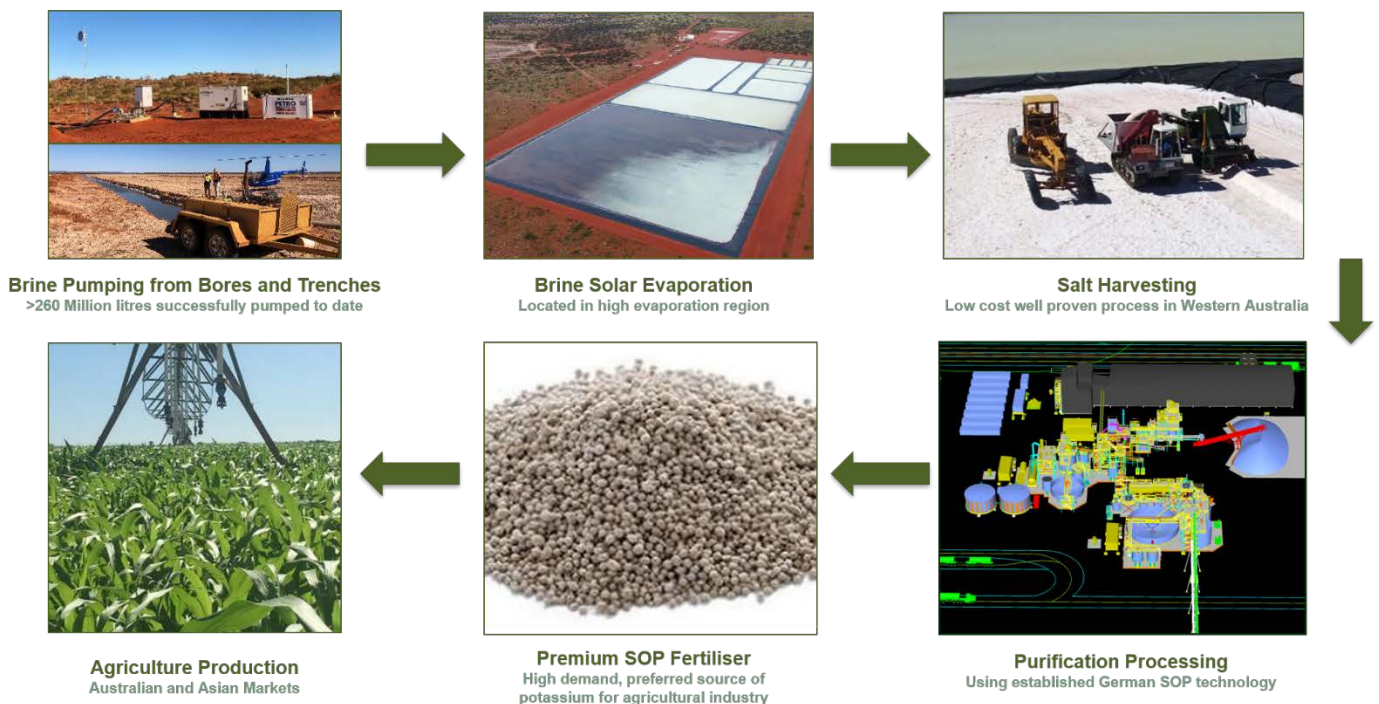 PETRO
Brine Pumping from Bores and Trenches
>260 Million litres successfully pumped to date
Brine Solar Evaporation
Located in high evaporation region
Salt Harvesting
Low cost well proven process in Western Australia
Purification Processing
Using established German SOP technology
Premium SOP Fertiliser
High demand, preferred source of
potassium for agricultural industry
Agriculture Production
Australian and Asian Markets